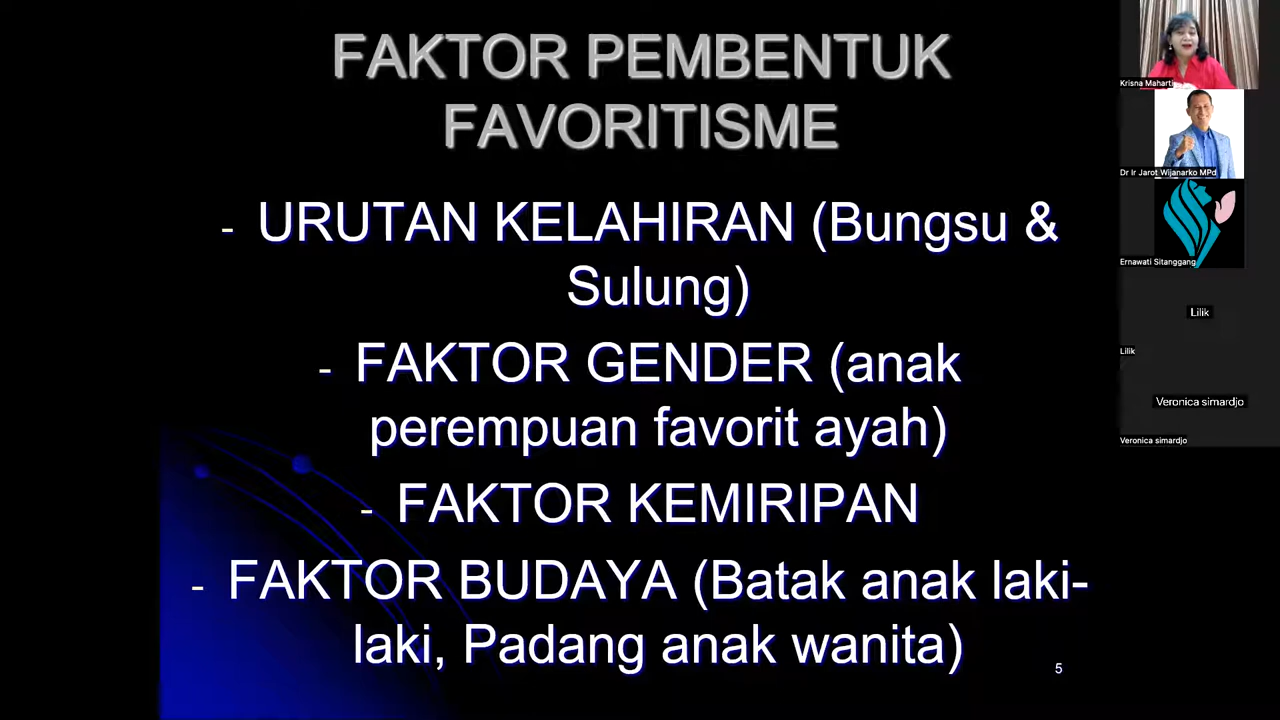 FAKTOR PEMBENTUK
FAVORITISME
- URUTAN KELAHIRAN (Bungsu &
Sulung)
- FAKTOR GENDER (anak
perempuan favorit ayah)
- FAKTOR KEMIRIPAN
- FAKTOR BUDAYA (Batak anak laki-
laki, Padang anak wanita)
5
Krisna Maharti
Dr Ir Jarot Wijanarko MPd
Ernawati Sitanggang
Lilik
Lilik
Veronica simardjo
Veronica simardjo